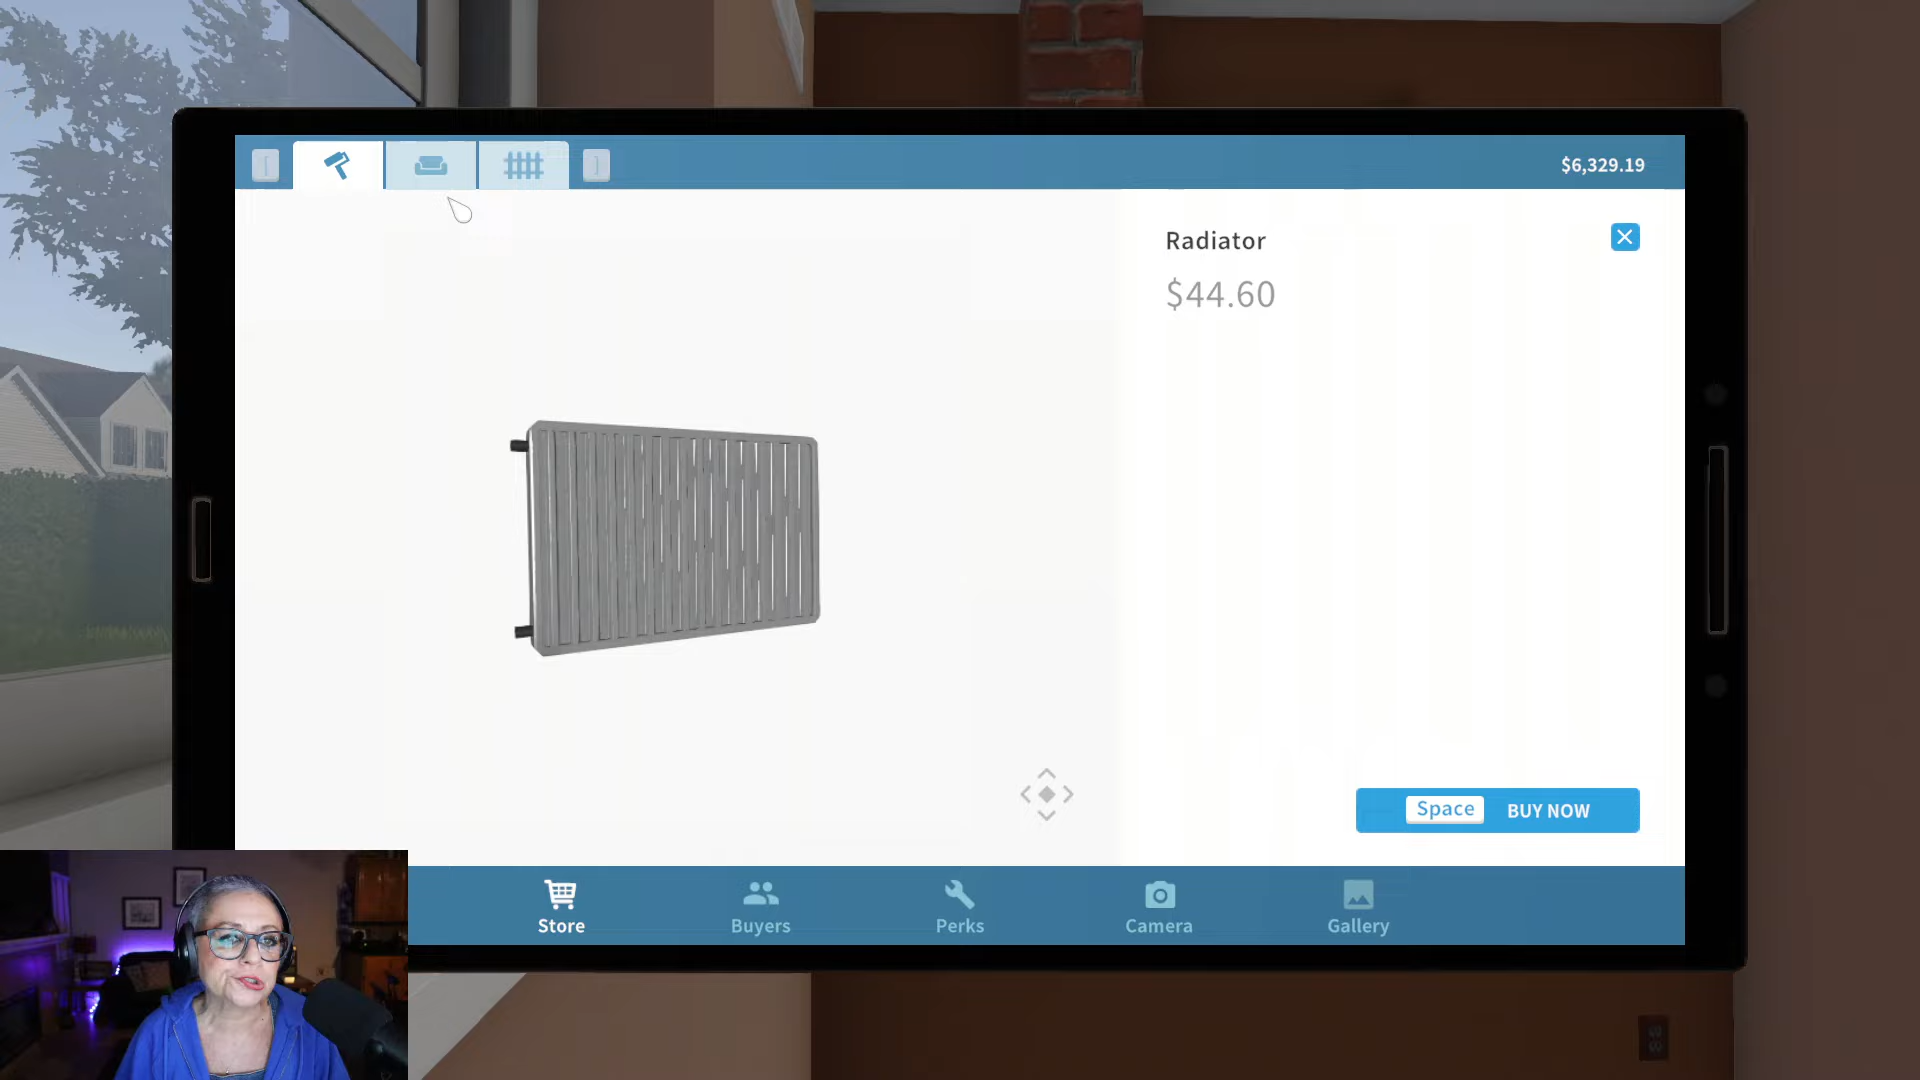 [
]
$6,329.19
Radiator
$44.60
Space BUY NOW
Store
Buyers
Perks
Camera
Gallery